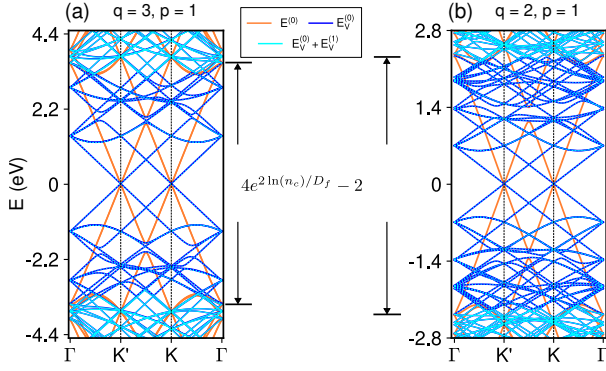 (a) q = 3, p = 1
E^(0) E_V^(0)
E_V^(0) + E_V^(1)
(b) q = 2, p = 1
E (eV)
4.4
2.2
0
-2.2
-4.4
Γ K' K Γ
4e^{2 ln(n_c)/D_f} − 2
2.8
1.4
0
-1.4
-2.8
Γ K' K Γ